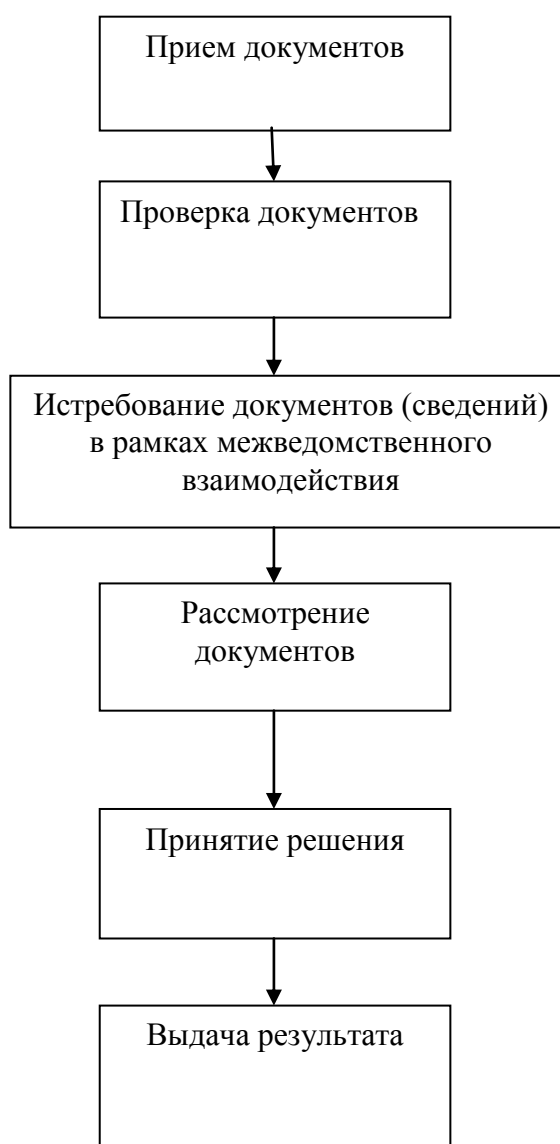 Прием документов
Проверка документов
Истребование документов (сведений)
в рамках межведомственного
взаимодействия
Рассмотрение
документов
Принятие решения
Выдача результата